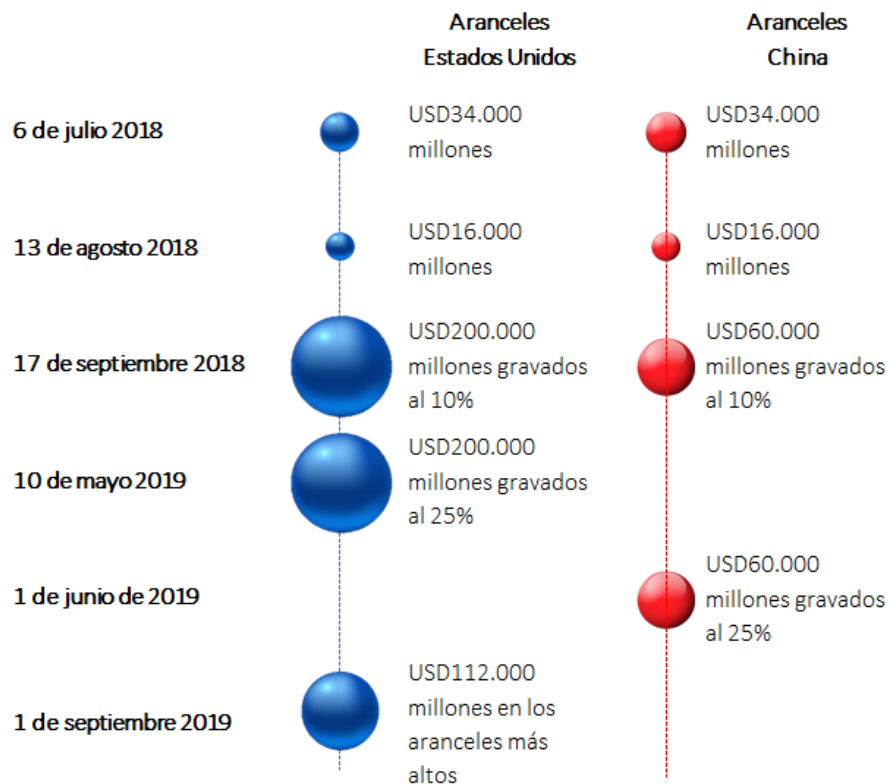 Aranceles
Estados Unidos
Aranceles
China
6 de julio 2018
USD34.000
millones
USD34.000
millones
13 de agosto 2018
USD16.000
millones
USD16.000
millones
17 de septiembre 2018
USD200.000
millones gravados
al 10%
USD60.000
millones gravados
al 10%
10 de mayo 2019
USD200.000
millones gravados
al 25%
1 de junio de 2019
USD60.000
millones gravados
al 25%
1 de septiembre 2019
USD112.000
millones en los
aranceles más
altos